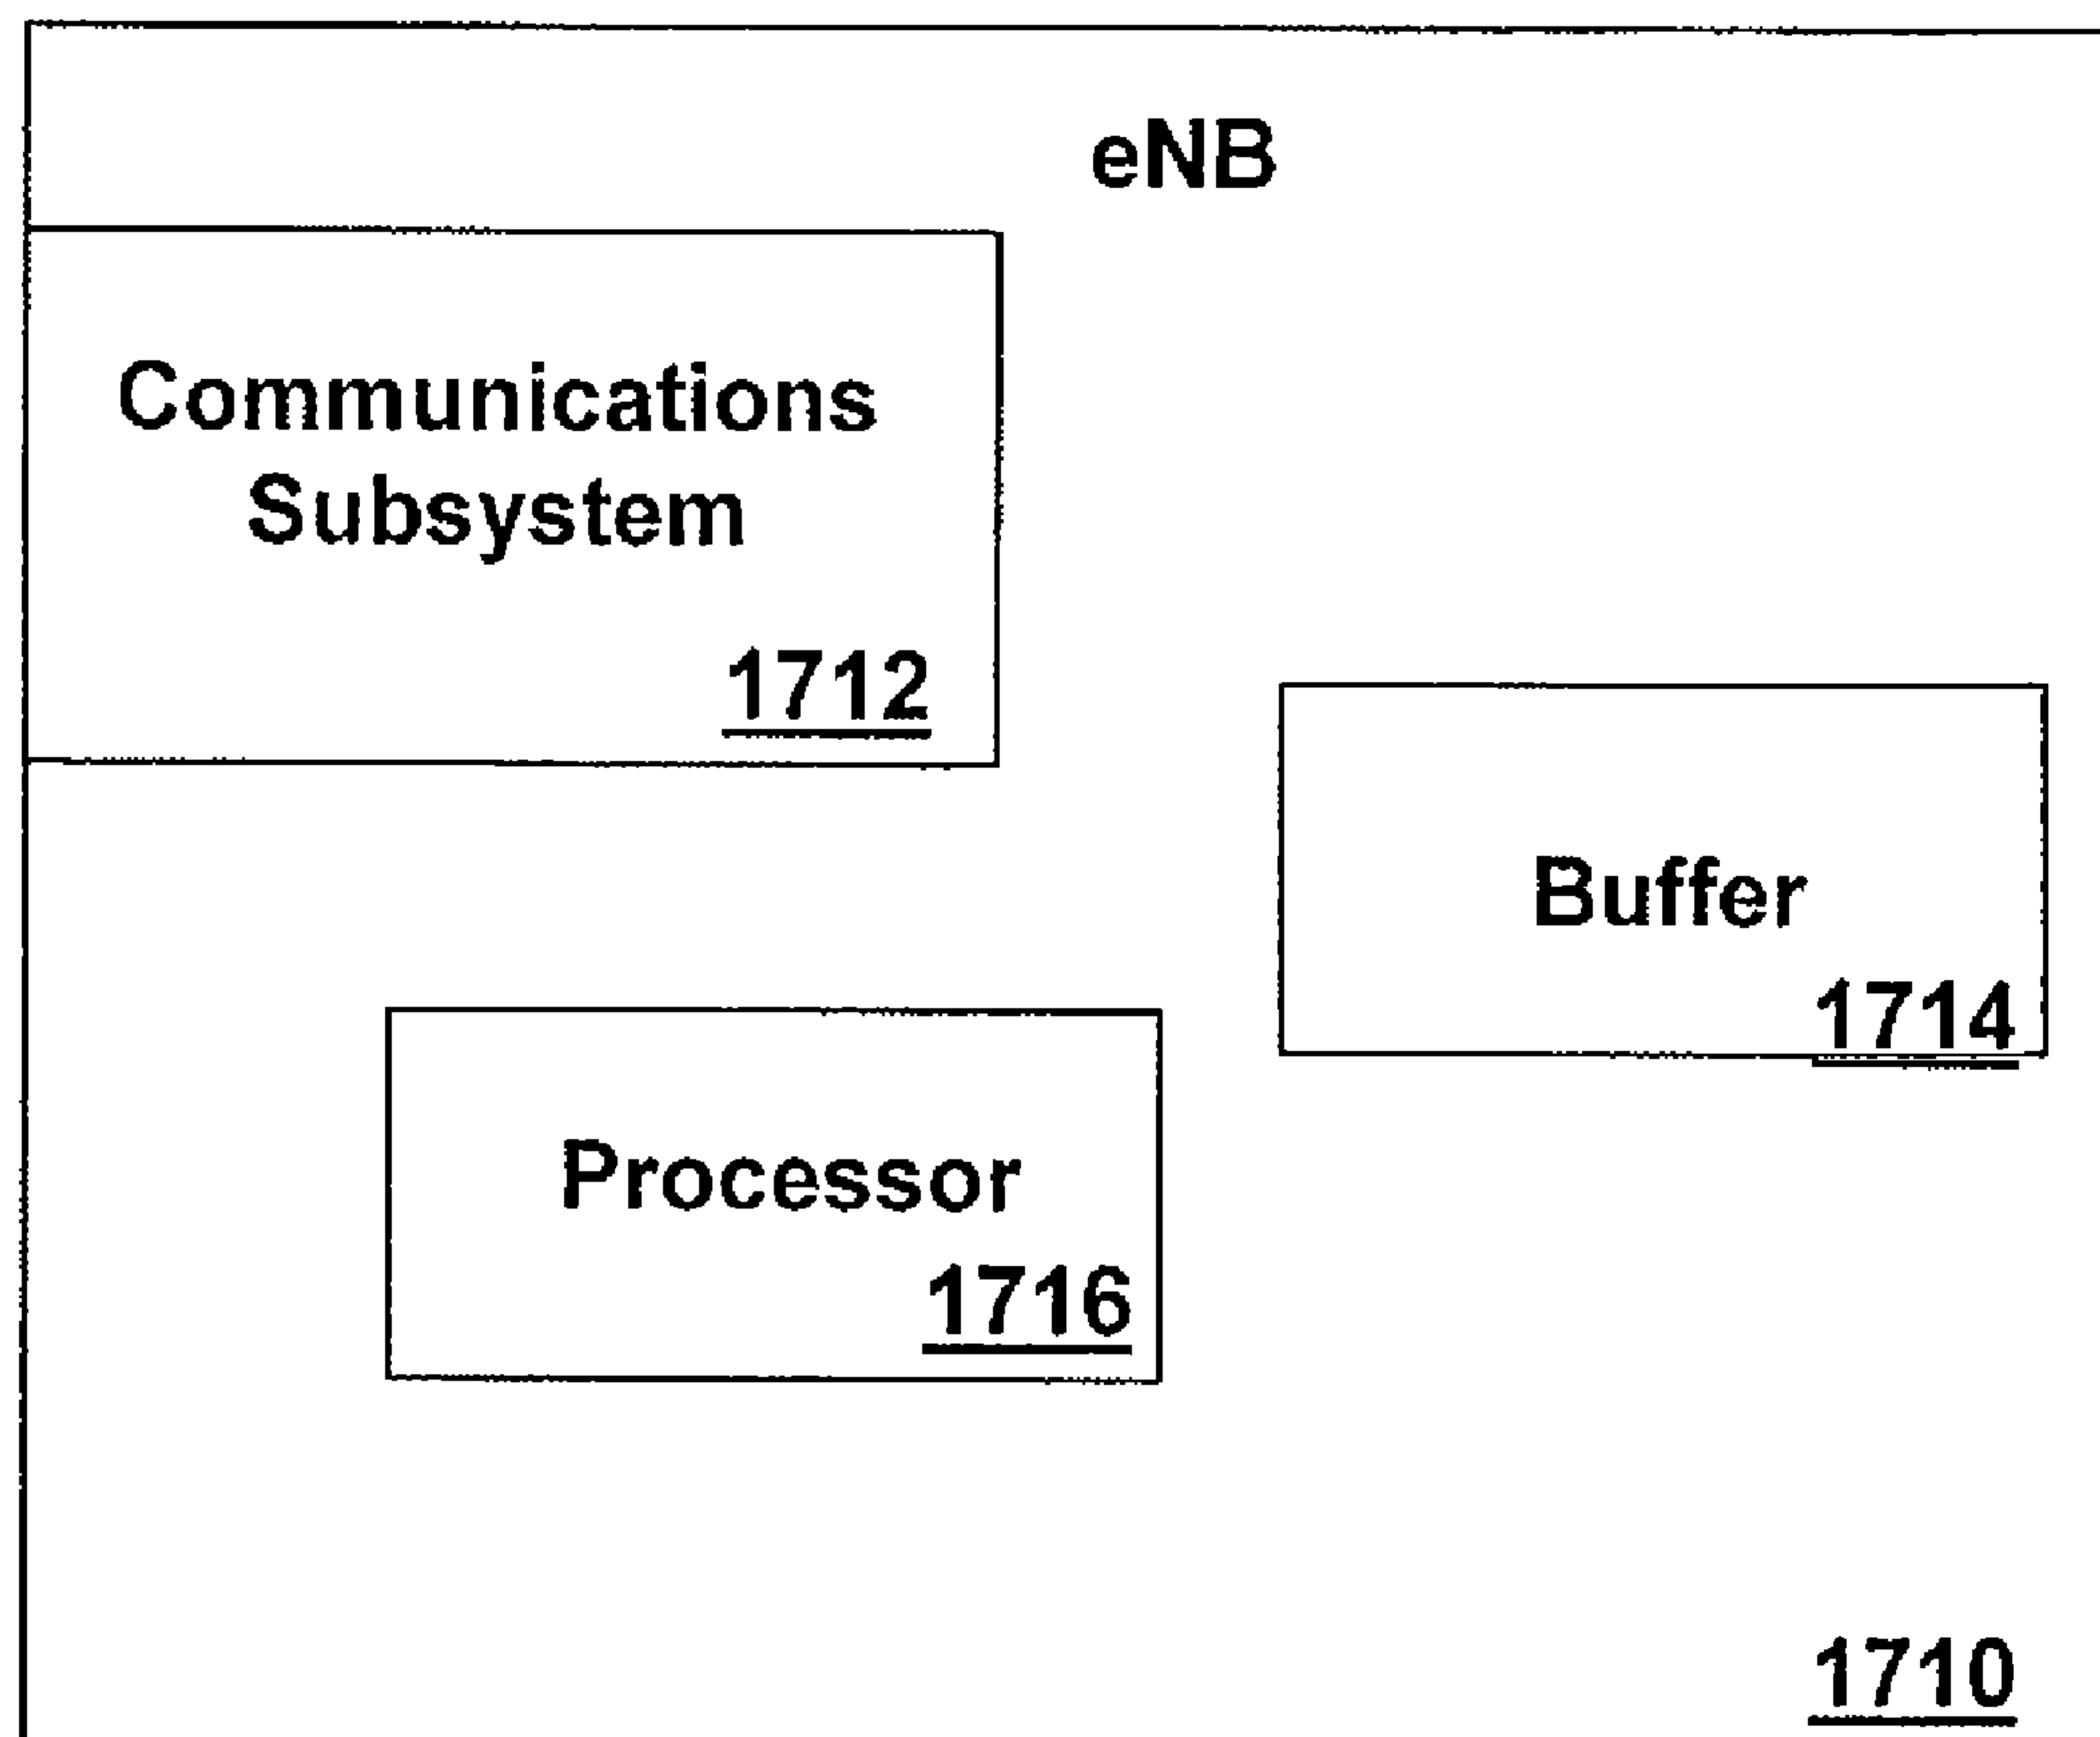 eNB
Communications
Subsystem
1712
Buffer
1714
Processor
1716
1710